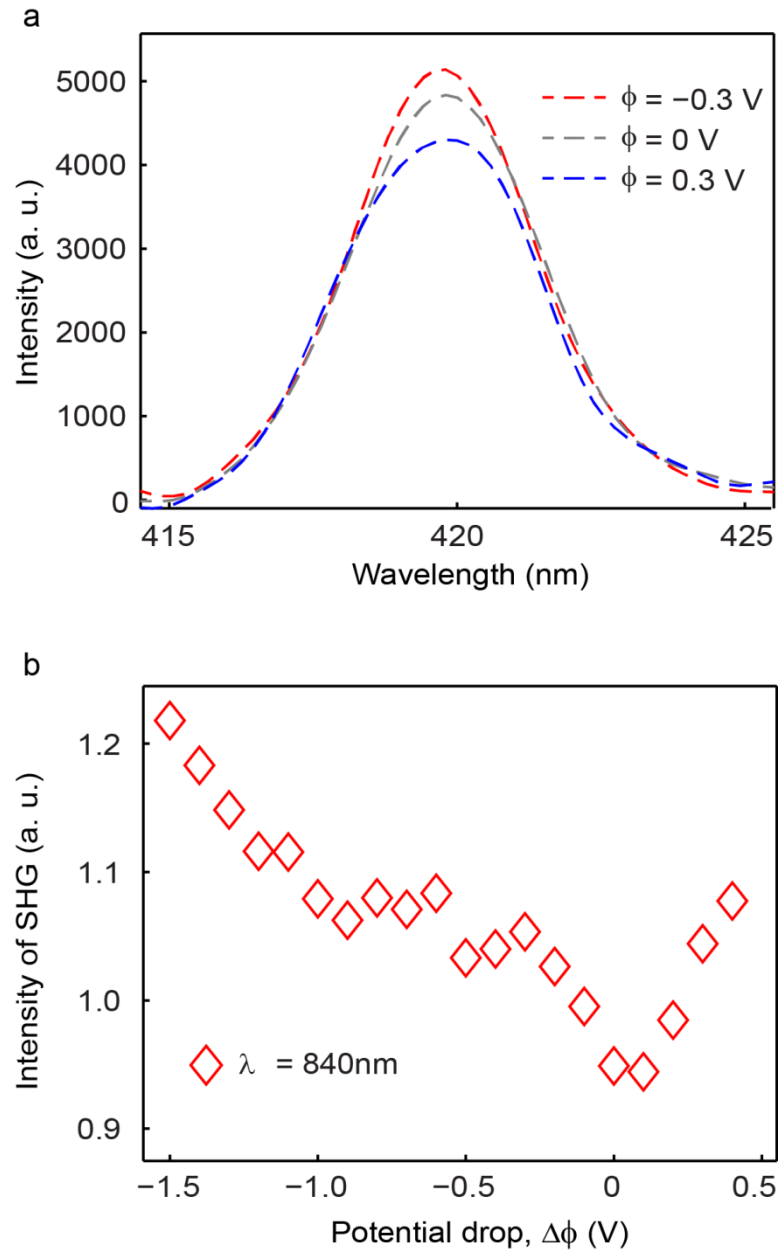 a
Intensity (a. u.)
5000
4000
3000
2000
1000
0
ϕ = −0.3 V
ϕ = 0 V
ϕ = 0.3 V
415
420
425
Wavelength (nm)
b
Intensity of SHG (a. u.)
1.2
1.1
1.0
0.9
λ = 840nm
−1.5
−1.0
−0.5
0
0.5
Potential drop, Δϕ (V)